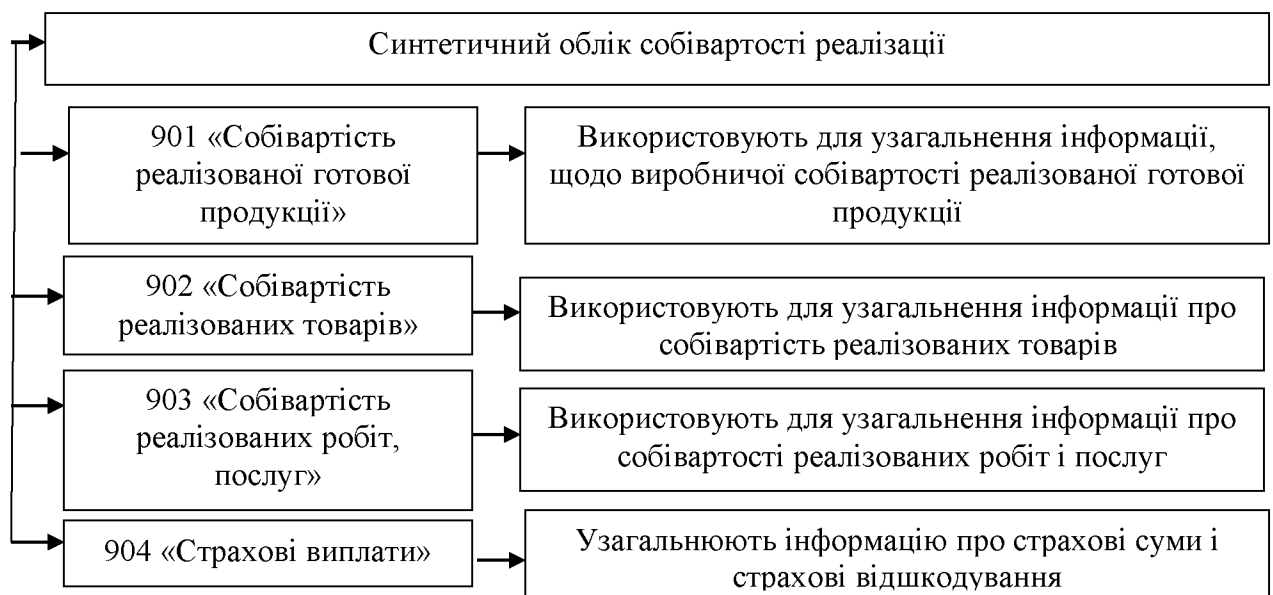 Синтетичний облік собівартості реалізації
901 «Собівартість
реалізованої готової
продукції»
Використовують для узагальнення інформації,
щодо виробничої собівартості реалізованої готової
продукції
902 «Собівартість
реалізованих товарів»
Використовують для узагальнення інформації про
собівартість реалізованих товарів
903 «Собівартість
реалізованих робіт,
послуг»
Використовують для узагальнення інформації про
собівартості реалізованих робіт і послуг
904 «Страхові виплати»
Узагальнюють інформацію про страхові суми і
страхові відшкодування